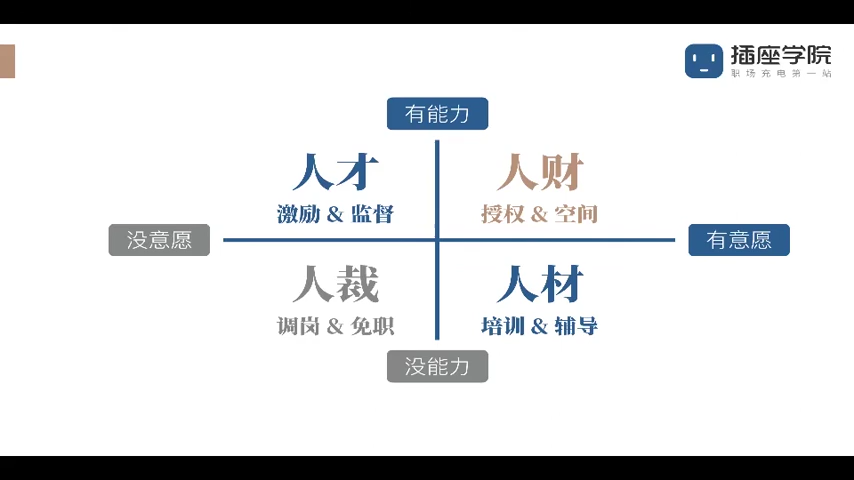 插座学院
职场充电第一站
有能力
人才
激励 & 监督
人财
授权 & 空间
没意愿
有意愿
人裁
调岗 & 免职
人材
培训 & 辅导
没能力